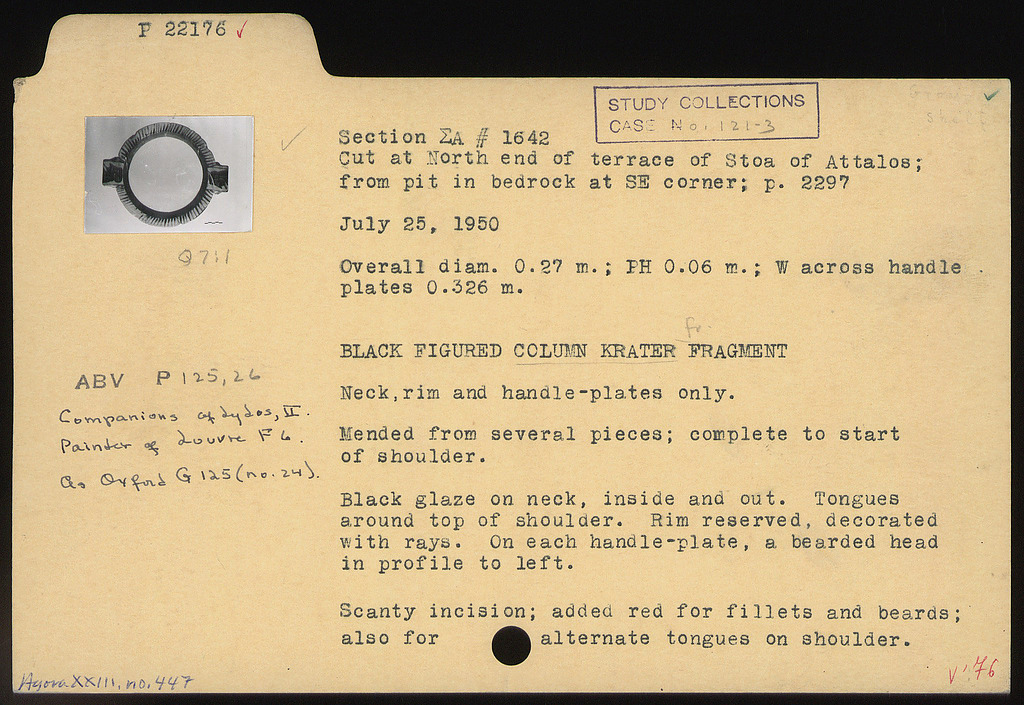 P 22176 ✓
STUDY COLLECTIONS
CASE No. 121-3
Section ΣA # 1642
Cut at North end of terrace of Stoa of Attalos;
from pit in bedrock at SE corner; p. 2297
July 25, 1950
Q 7:1
Overall diam. 0.27 m.; PH 0.06 m.; W across handle
plates 0.326 m.
fr.
BLACK FIGURED COLUMN KRATER FRAGMENT
ABV P 125, 26
Companions of Lydos, II.
Painter of Louvre F 6.
As Oxford G 125 (no. 24).
Neck,rim and handle-plates only.
Mended from several pieces; complete to start
of shoulder.
Black glaze on neck, inside and out. Tongues
around top of shoulder. Rim reserved, decorated
with rays. On each handle-plate, a bearded head
in profile to left.
Scanty incision; added red for fillets and beards;
also for alternate tongues on shoulder.
Agora XXIII, no. 447
v '76